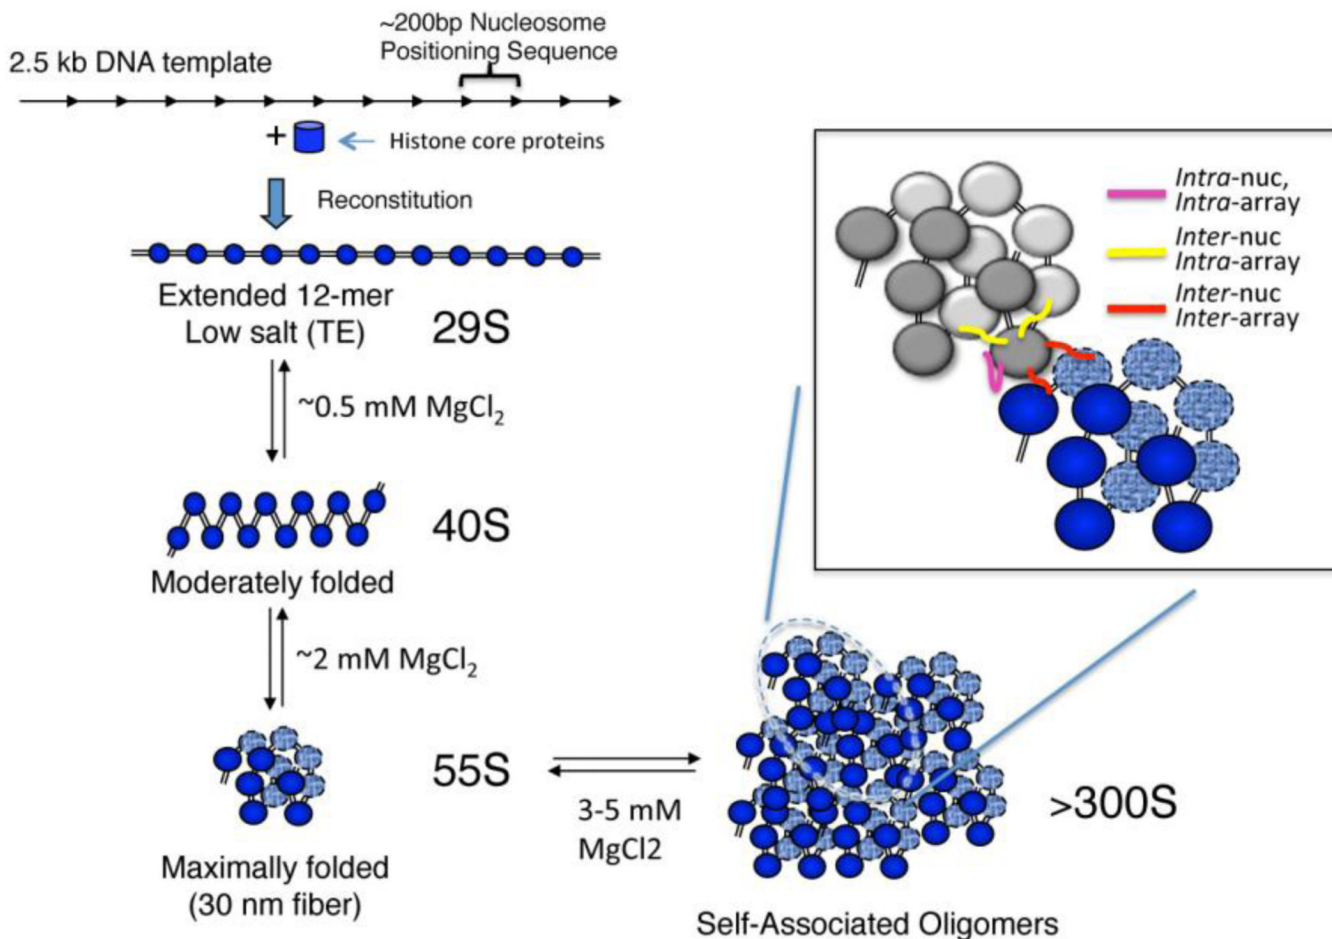 ~200bp Nucleosome
Positioning Sequence
2.5 kb DNA template
+
Histone core proteins
Reconstitution
Extended 12-mer
Low salt (TE)
29S
~0.5 mM MgCl₂
40S
Moderately folded
~2 mM MgCl₂
55S
Maximally folded
(30 nm fiber)
3-5 mM
MgCl2
>300S
Self-Associated Oligomers
Intra-nuc,
Intra-array
Inter-nuc
Intra-array
Inter-nuc
Inter-array